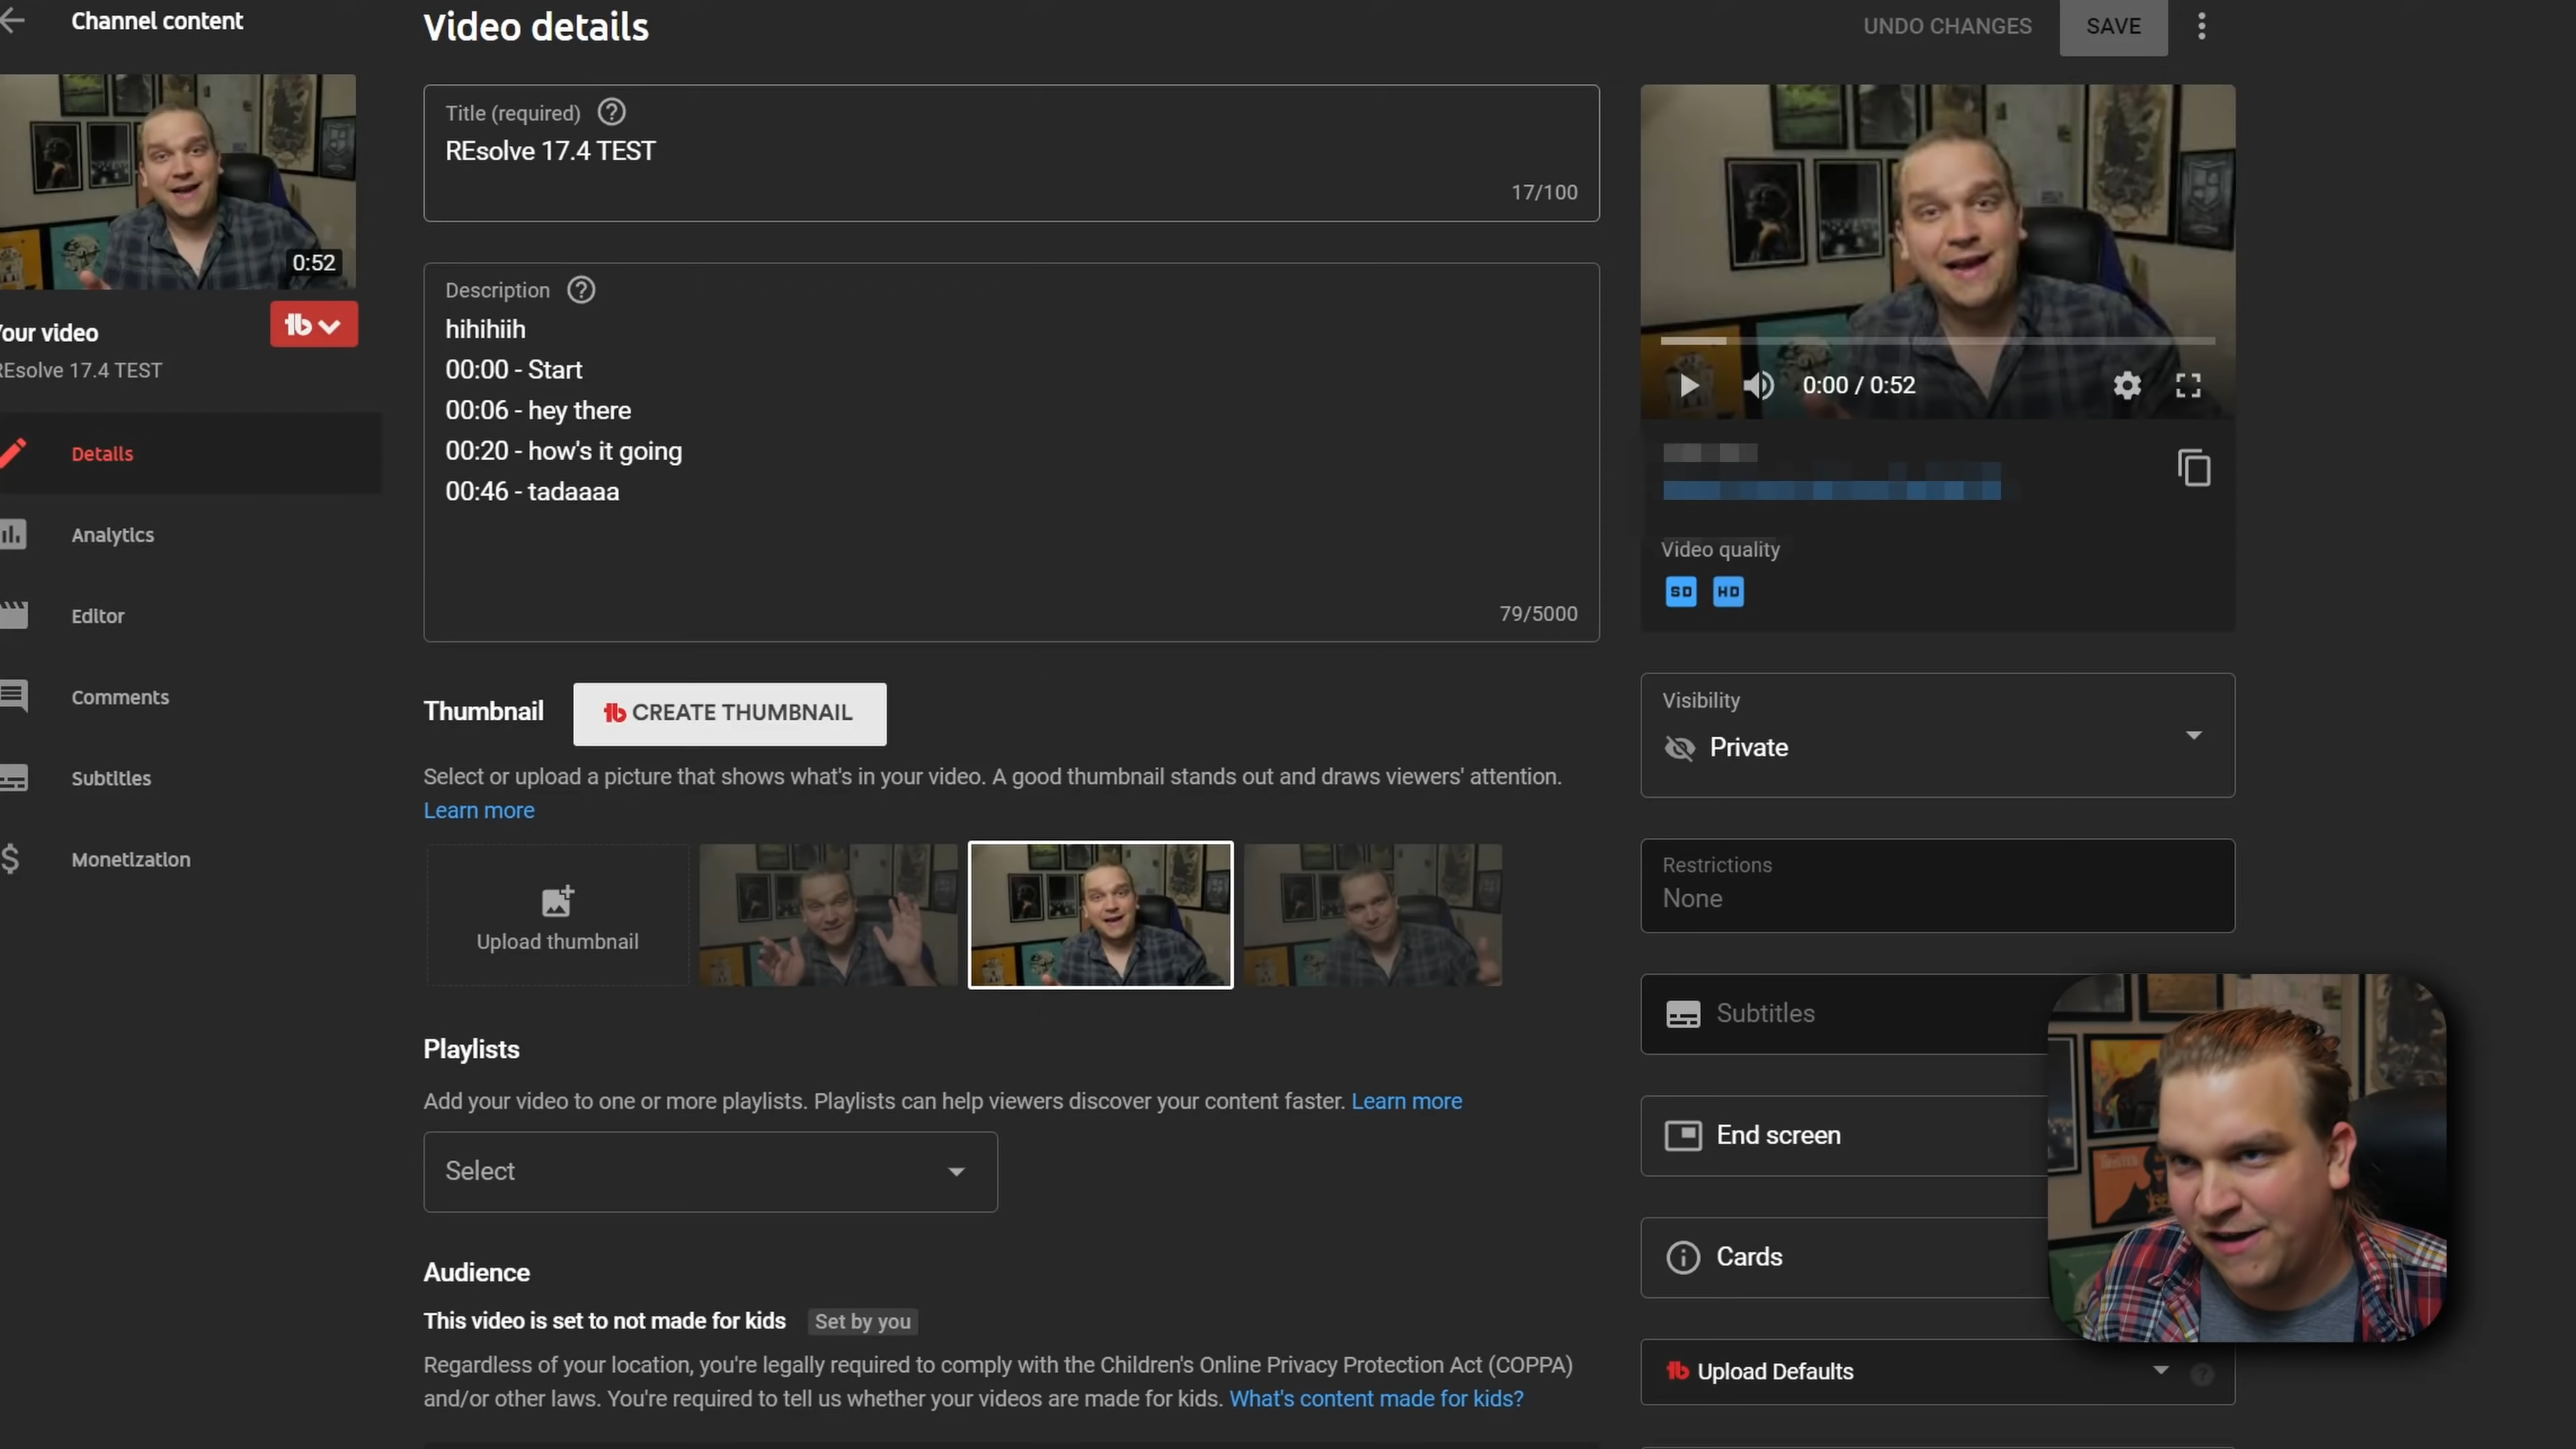 Channel content
0:52
Your video
REsolve 17.4 TEST
Details
Analytics
Editor
Comments
Subtitles
Monetization
Video details
UNDO CHANGES
SAVE
Title (required)
REsolve 17.4 TEST
17/100
Description
hihihiih
00:00 - Start
00:06 - hey there
00:20 - how's it going
00:46 - tadaaaa
79/5000
Thumbnail
CREATE THUMBNAIL
Select or upload a picture that shows what's in your video. A good thumbnail stands out and draws viewers' attention.
Learn more
Upload thumbnail
Playlists
Add your video to one or more playlists. Playlists can help viewers discover your content faster. Learn more
Select
Audience
This video is set to not made for kids Set by you
Regardless of your location, you're legally required to comply with the Children's Online Privacy Protection Act (COPPA)
and/or other laws. You're required to tell us whether your videos are made for kids. What's content made for kids?
0:00 / 0:52
Video quality
SD HD
Visibility
Private
Restrictions
None
Subtitles
End screen
Cards
Upload Defaults